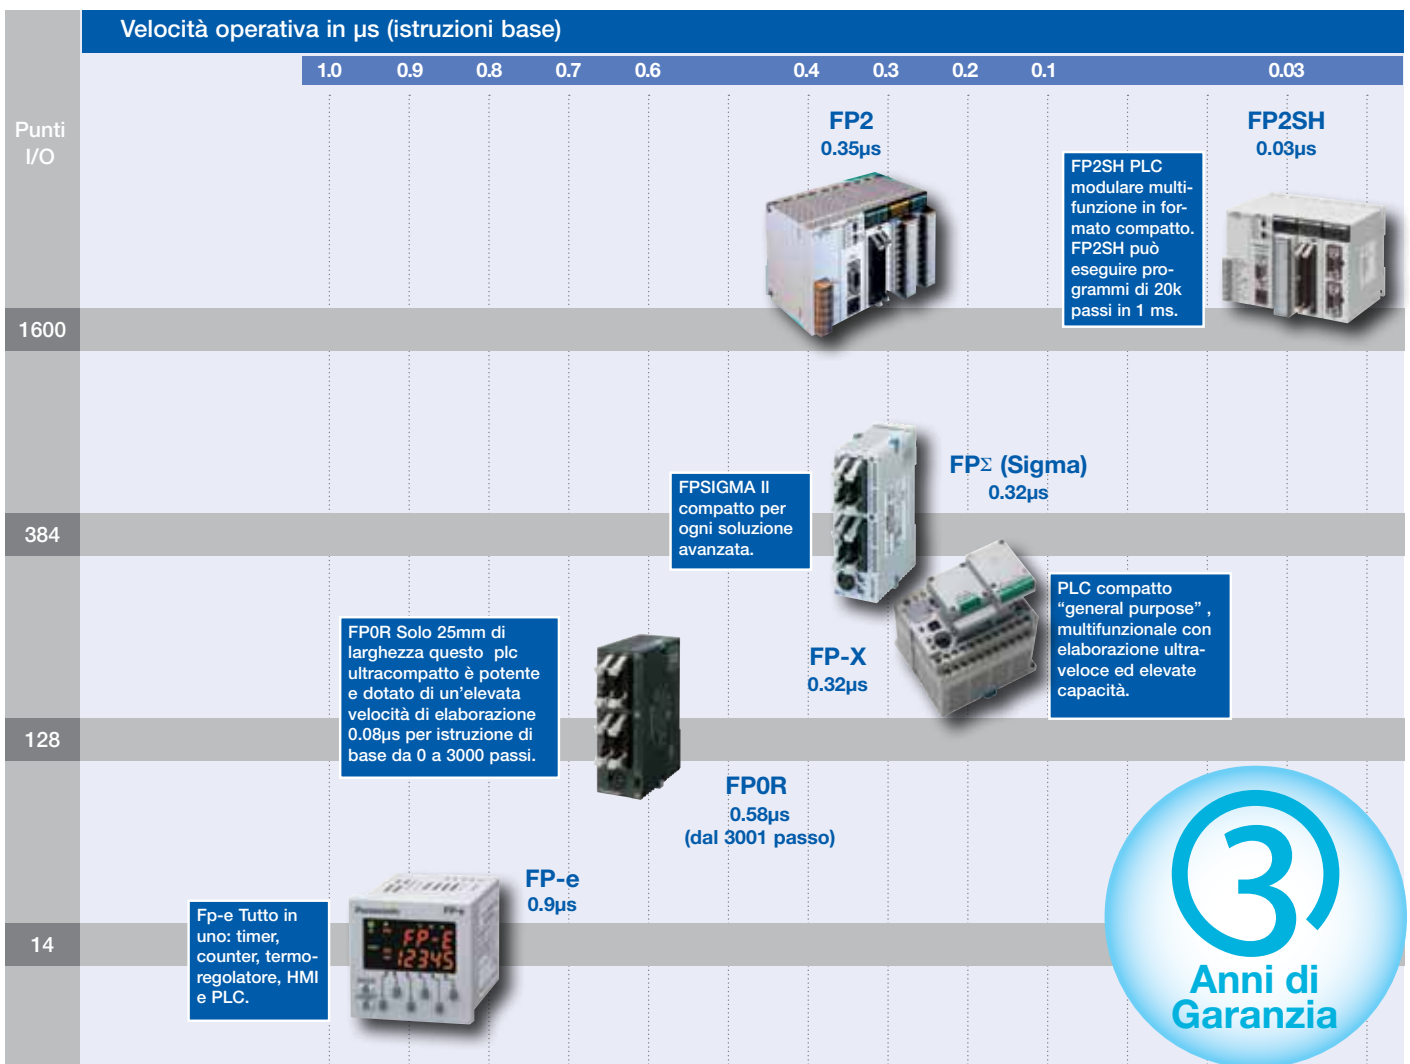 Velocità operativa in µs (istruzioni base)
1.0 0.9 0.8 0.7 0.6 0.4 0.3 0.2 0.1 0.03
Punti
I/O
FP2
0.35µs
FP2SH
0.03µs
FP2SH PLC
modulare multi-
funzione in for-
mato compatto.
FP2SH può
eseguire pro-
grammi di 20k
passi in 1 ms.
1600
FPΣ (Sigma)
0.32µs
FPSIGMA II
compatto per
ogni soluzione
avanzata.
384
PLC compatto
“general purpose” ,
multifunzionale con
elaborazione ultra-
veloce ed elevate
capacità.
FP-X
0.32µs
FP0R Solo 25mm di
larghezza questo plc
ultracompatto è potente
e dotato di un’elevata
velocità di elaborazione
0.08µs per istruzione di
base da 0 a 3000 passi.
128
FP0R
0.58µs
(dal 3001 passo)
FP-e
0.9µs
Fp-e Tutto in
uno: timer,
counter, termo-
regolatore, HMI
e PLC.
Panasonic FP-e
FP-E
12345
14
3
Anni di
Garanzia